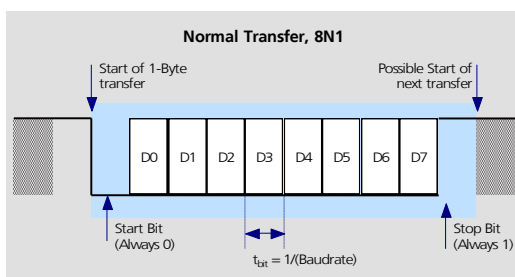 Normal Transfer, 8N1
Start of 1-Byte
transfer
Possible Start of
next transfer
D0 D1 D2 D3 D4 D5 D6 D7
Start Bit
(Always 0)
t_bit = 1/(Baudrate)
Stop Bit
(Always 1)